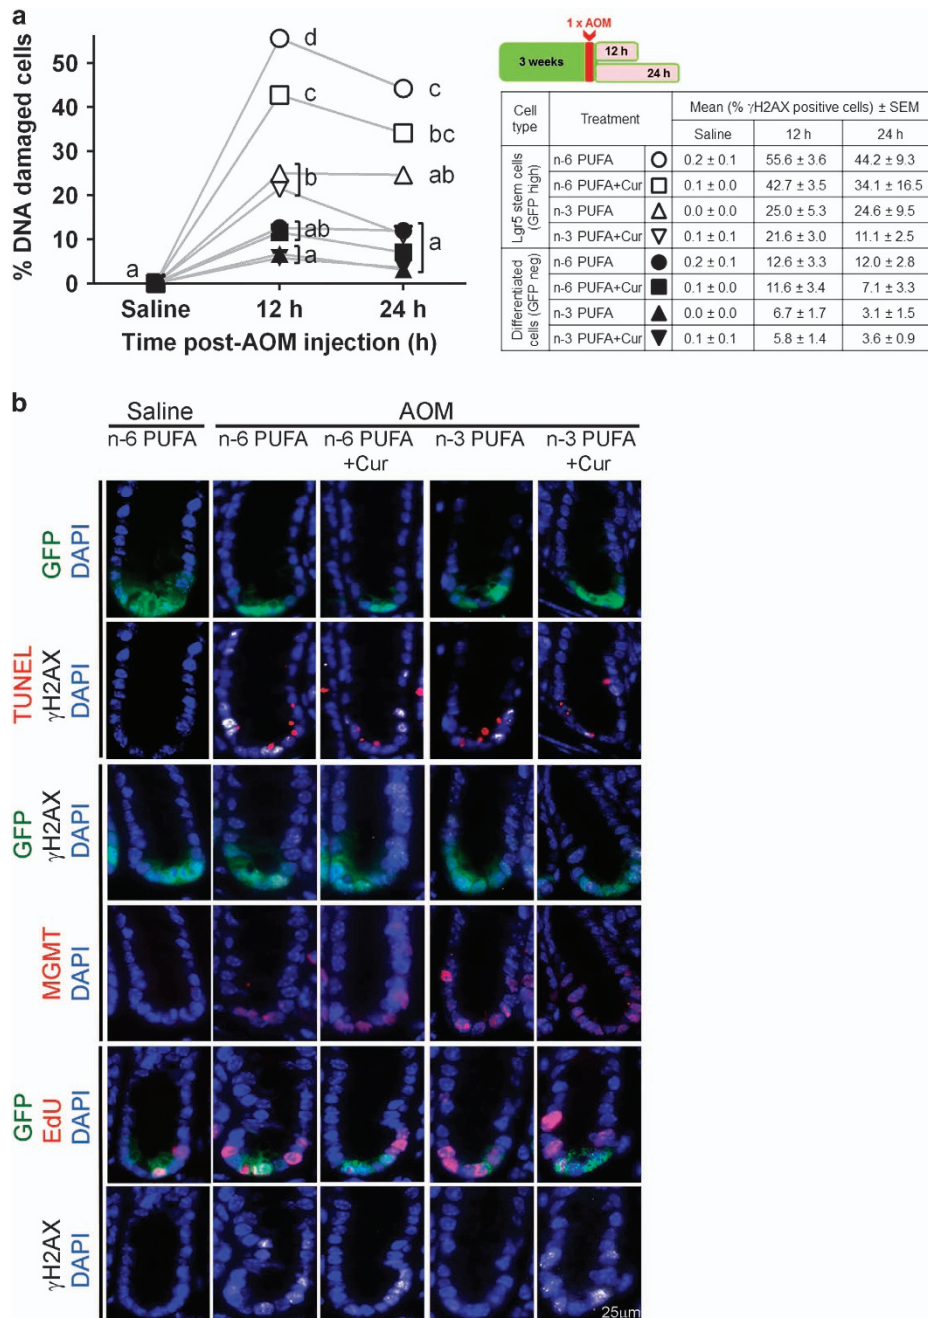 a
% DNA damaged cells
50
40
30
20
10
0
a
d
c
b
ab
a
c
bc
ab
a
Saline 12 h 24 h
Time post-AOM injection (h)
1 x AOM
3 weeks
12 h
24 h
Cell type Treatment Mean (% γH2AX positive cells) ± SEM
Saline 12 h 24 h
Lgr5 stem cells (GFP high)
n-6 PUFA 0.2 ± 0.1 55.6 ± 3.6 44.2 ± 9.3
n-6 PUFA+Cur 0.1 ± 0.0 42.7 ± 3.5 34.1 ± 16.5
n-3 PUFA 0.0 ± 0.0 25.0 ± 5.3 24.6 ± 9.5
n-3 PUFA+Cur 0.1 ± 0.1 21.6 ± 3.0 11.1 ± 2.5
Differentiated cells (GFP neg)
n-6 PUFA 0.2 ± 0.1 12.6 ± 3.3 12.0 ± 2.8
n-6 PUFA+Cur 0.1 ± 0.0 11.6 ± 3.4 7.1 ± 3.3
n-3 PUFA 0.0 ± 0.0 6.7 ± 1.7 3.1 ± 1.5
n-3 PUFA+Cur 0.1 ± 0.1 5.8 ± 1.4 3.6 ± 0.9
b
Saline AOM
n-6 PUFA n-6 PUFA n-6 PUFA n-3 PUFA n-3 PUFA
+Cur +Cur
GFP
DAPI
TUNEL
γH2AX
DAPI
GFP
γH2AX
DAPI
MGMT
DAPI
GFP
EdU
DAPI
γH2AX
DAPI
25μm